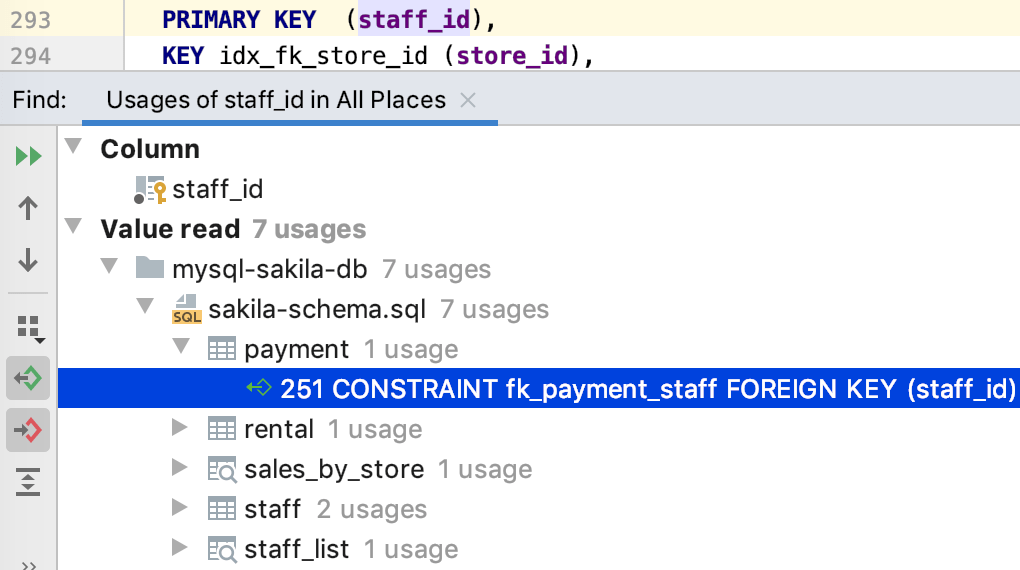 293 PRIMARY KEY (staff_id),
294 KEY idx_fk_store_id (store_id),
Find: Usages of staff_id in All Places
Column
staff_id
Value read 7 usages
mysql-sakila-db 7 usages
SQL sakila-schema.sql 7 usages
payment 1 usage
251 CONSTRAINT fk_payment_staff FOREIGN KEY (staff_id)
rental 1 usage
sales_by_store 1 usage
staff 2 usages
staff_list 1 usage